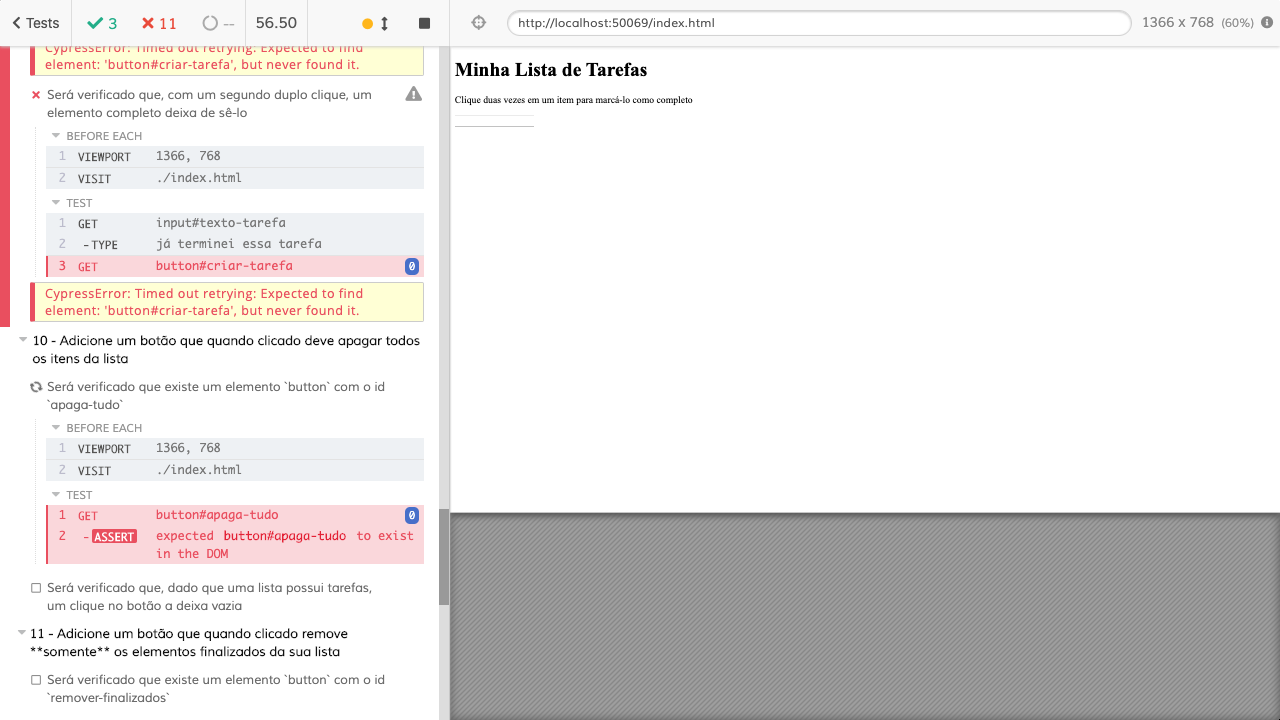 Tests
3
11
--
56.50
http://localhost:50069/index.html
1366 x 768 (60%)
CypressError: Timed out retrying: Expected to find
element: 'button#criar-tarefa', but never found it.
Será verificado que, com um segundo duplo clique, um
elemento completo deixa de sê-lo
BEFORE EACH
1 VIEWPORT 1366, 768
2 VISIT ./index.html
TEST
1 GET input#texto-tarefa
2 -TYPE já terminei essa tarefa
3 GET button#criar-tarefa 0
CypressError: Timed out retrying: Expected to find
element: 'button#criar-tarefa', but never found it.
10 - Adicione um botão que quando clicado deve apagar todos
os itens da lista
Será verificado que existe um elemento `button` com o id
`apaga-tudo`
BEFORE EACH
1 VIEWPORT 1366, 768
2 VISIT ./index.html
TEST
1 GET button#apaga-tudo 0
2 -ASSERT expected button#apaga-tudo to exist
in the DOM
Será verificado que, dado que uma lista possui tarefas,
um clique no botão a deixa vazia
11 - Adicione um botão que quando clicado remove
**somente** os elementos finalizados da sua lista
Será verificado que existe um elemento `button` com o id
`remover-finalizados`
Minha Lista de Tarefas
Clique duas vezes em um item para marcá-lo como completo